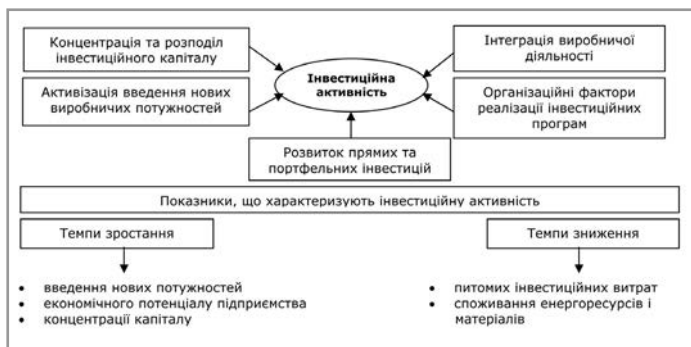 Концентрація та розподіл
інвестиційного капіталу
Інвестиційна
активність
Інтеграція виробничої
діяльності
Активізація введення нових
виробничих потужностей
Організаційні фактори
реалізації інвестиційних
програм
Розвиток прямих та
портфельних інвестицій
Показники, що характеризують інвестиційну активність
Темпи зростання
Темпи зниження
• введення нових потужностей
• економічного потенціалу підприємства
• концентрації капіталу
• питомих інвестиційних витрат
• споживання енергоресурсів і
матеріалів